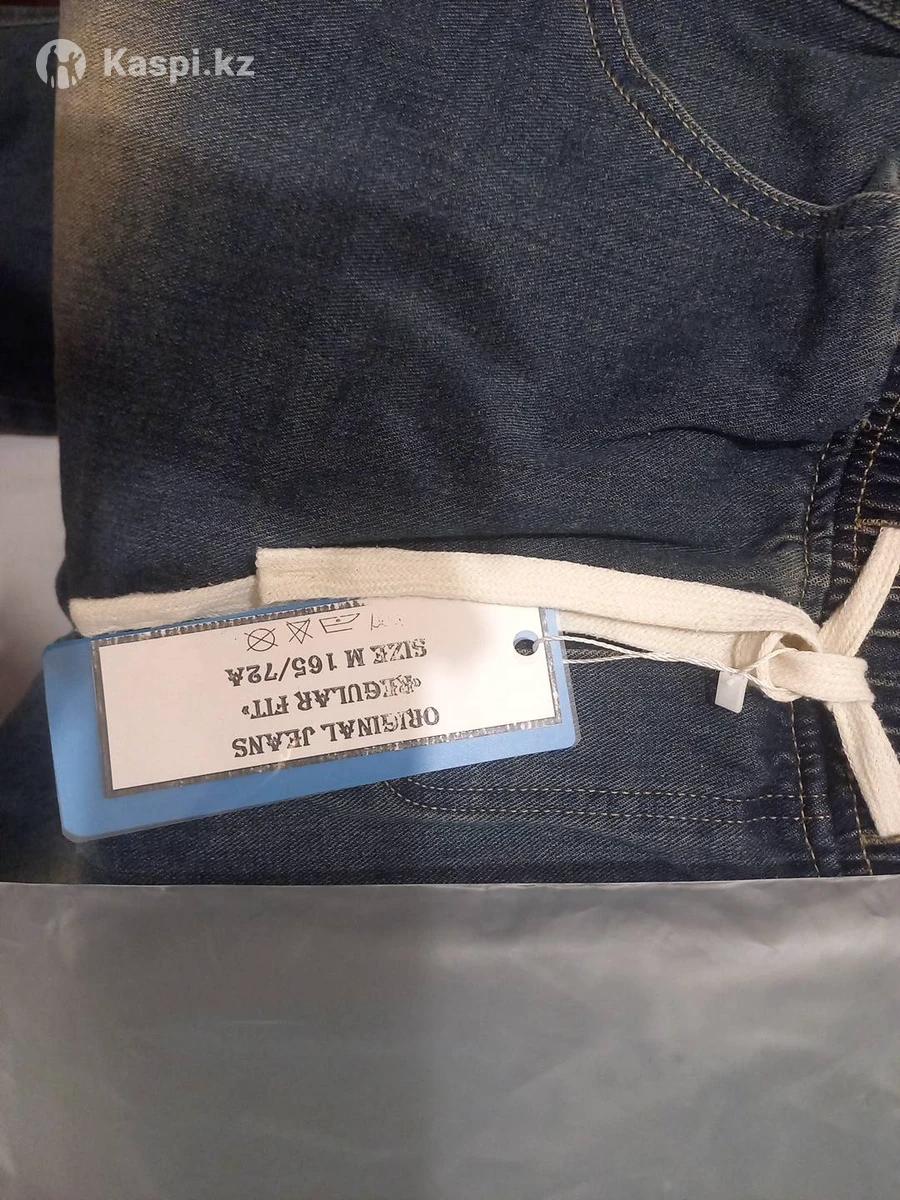 Kaspi.kz
ORIGINAL JEANS
«REGULAR FIT»
SIZE M 165/72A